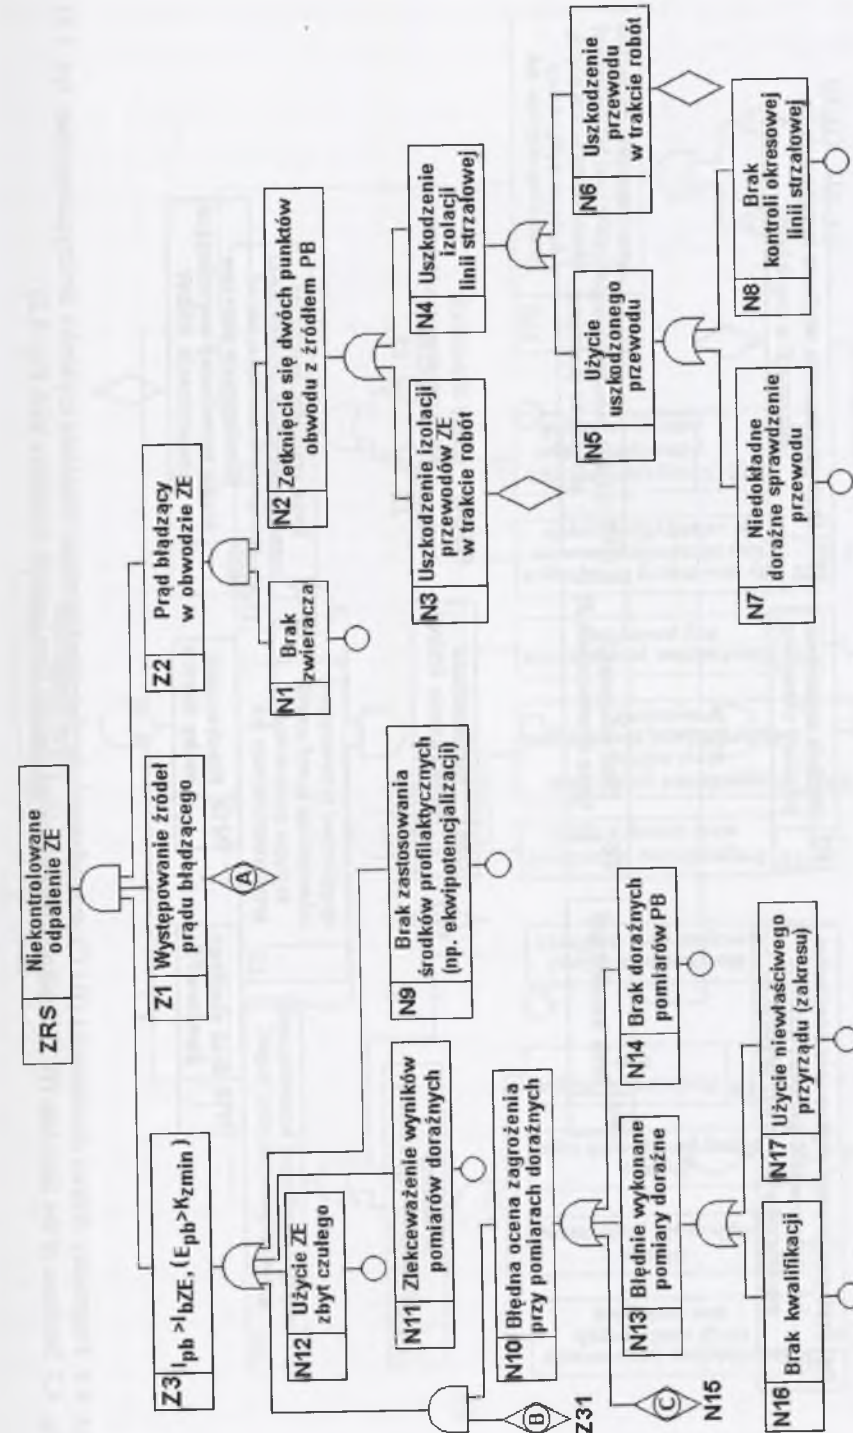 ZRS
Niekontrolowane
odpalenie ZE
Z3
I_pb > I_bZE, (E_pb > K_zmin)
Z1
Występowanie źródeł
prądu błądzącego
A
Z2
Prąd błądzący
w obwodzie ZE
N1
Brak
zwieracza
N2
Zetknięcie się dwóch punktów
obwodu z źródłem PB
N3
Uszkodzenie izolacji
przewodów ZE
w trakcie robót
N4
Uszkodzenie
izolacji
linii strzałowej
N5
Użycie
uszkodzonego
przewodu
N6
Uszkodzenie
przewodu
w trakcie robót
N7
Niedokładne
doraźne sprawdzenie
przewodu
N8
Brak
kontroli okresowej
linii strzałowej
N12
Użycie ZE
zbyt czułego
N9
Brak zastosowania
środków profilaktycznych
(np. ekwipotencjalizacji)
N11
Zlekceważenie wyników
pomiarów doraźnych
B
Z31
N10
Błędna ocena zagrożenia
przy pomiarach doraźnych
C
N15
N13
Błędnie wykonane
pomiary doraźne
N14
Brak doraźnych
pomiarów PB
N16
Brak kwalifikacji
N17
Użycie niewłaściwego
przyrządu (zakresu)